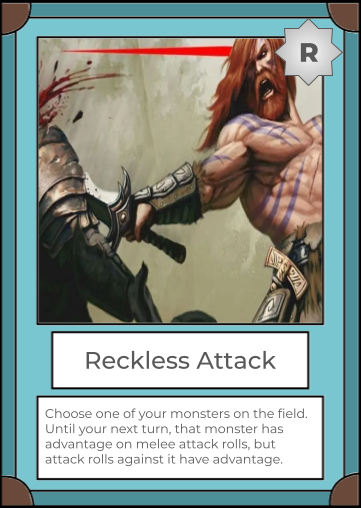 R
Reckless Attack
Choose one of your monsters on the field.
Until your next turn, that monster has
advantage on melee attack rolls, but
attack rolls against it have advantage.